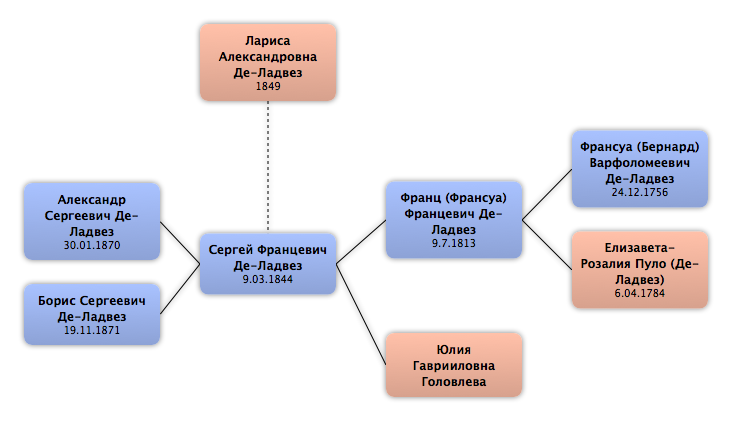 Лариса
Александровна
Де-Ладвез
1849
Франсуа (Бернард)
Варфоломеевич
Де-Ладвез
24.12.1756
Александр
Сергеевич Де-
Ладвез
30.01.1870
Франц (Франсуа)
Францевич Де-
Ладвез
9.7.1813
Сергей Францевич
Де-Ладвез
9.03.1844
Елизавета-
Розалия Пуло (Де-
Ладвез)
6.04.1784
Борис Сергеевич
Де-Ладвез
19.11.1871
Юлия
Гаврииловна
Головлева